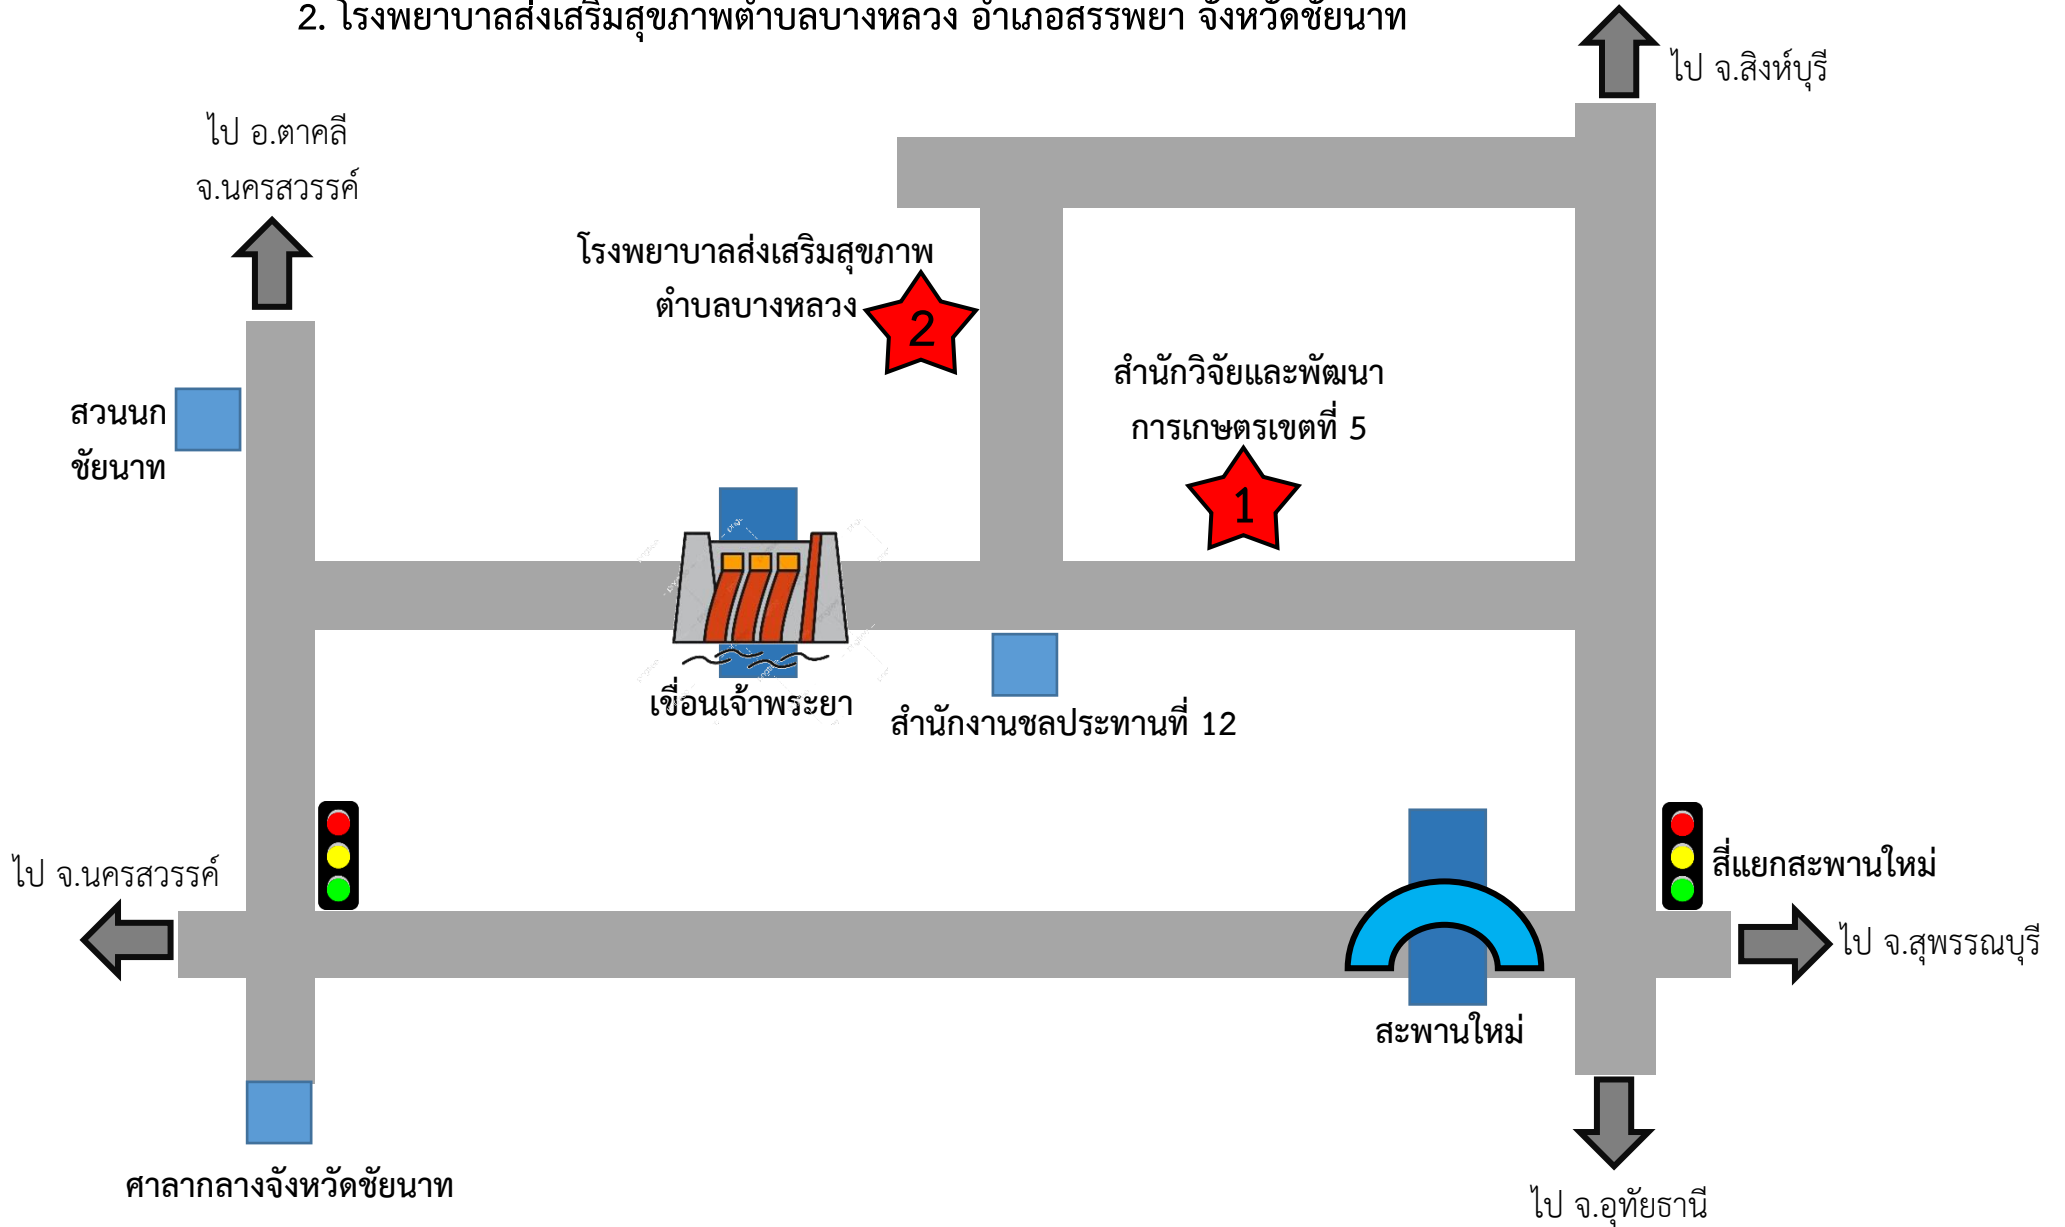 2. โรงพยาบาลส่งเสริมสุขภาพตำบลบางหลวง อำเภอสรรพยา จังหวัดชัยนาท
ไป จ.สิงห์บุรี
ไป อ.ตาคลี
จ.นครสวรรค์
โรงพยาบาลส่งเสริมสุขภาพ
ตำบลบางหลวง
2
สำนักวิจัยและพัฒนา
การเกษตรเขตที่ 5
1
สวนนก
ชัยนาท
เขื่อนเจ้าพระยา
สำนักงานชลประทานที่ 12
ไป จ.นครสวรรค์
สี่แยกสะพานใหม่
ไป จ.สุพรรณบุรี
สะพานใหม่
ศาลากลางจังหวัดชัยนาท
ไป จ.อุทัยธานี